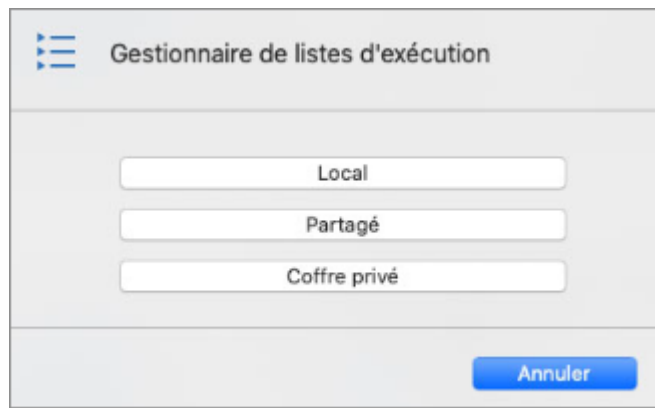 Gestionnaire de listes d'exécution
Local
Partagé
Coffre privé
Annuler